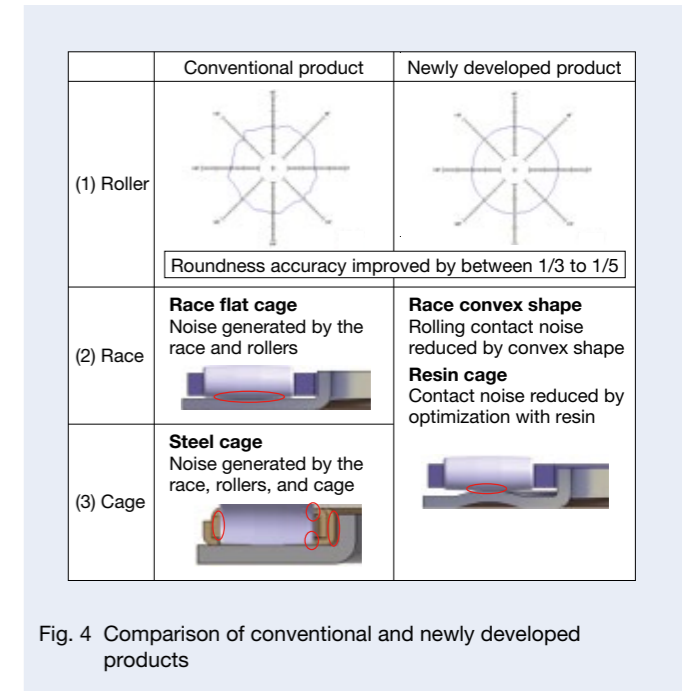 Conventional product
Newly developed product
(1) Roller
Roundness accuracy improved by between 1/3 to 1/5
(2) Race
Race flat cage
Noise generated by the
race and rollers
Race convex shape
Rolling contact noise
reduced by convex shape
Resin cage
Contact noise reduced by
optimization with resin
(3) Cage
Steel cage
Noise generated by the
race, rollers, and cage
Fig. 4 Comparison of conventional and newly developed
products